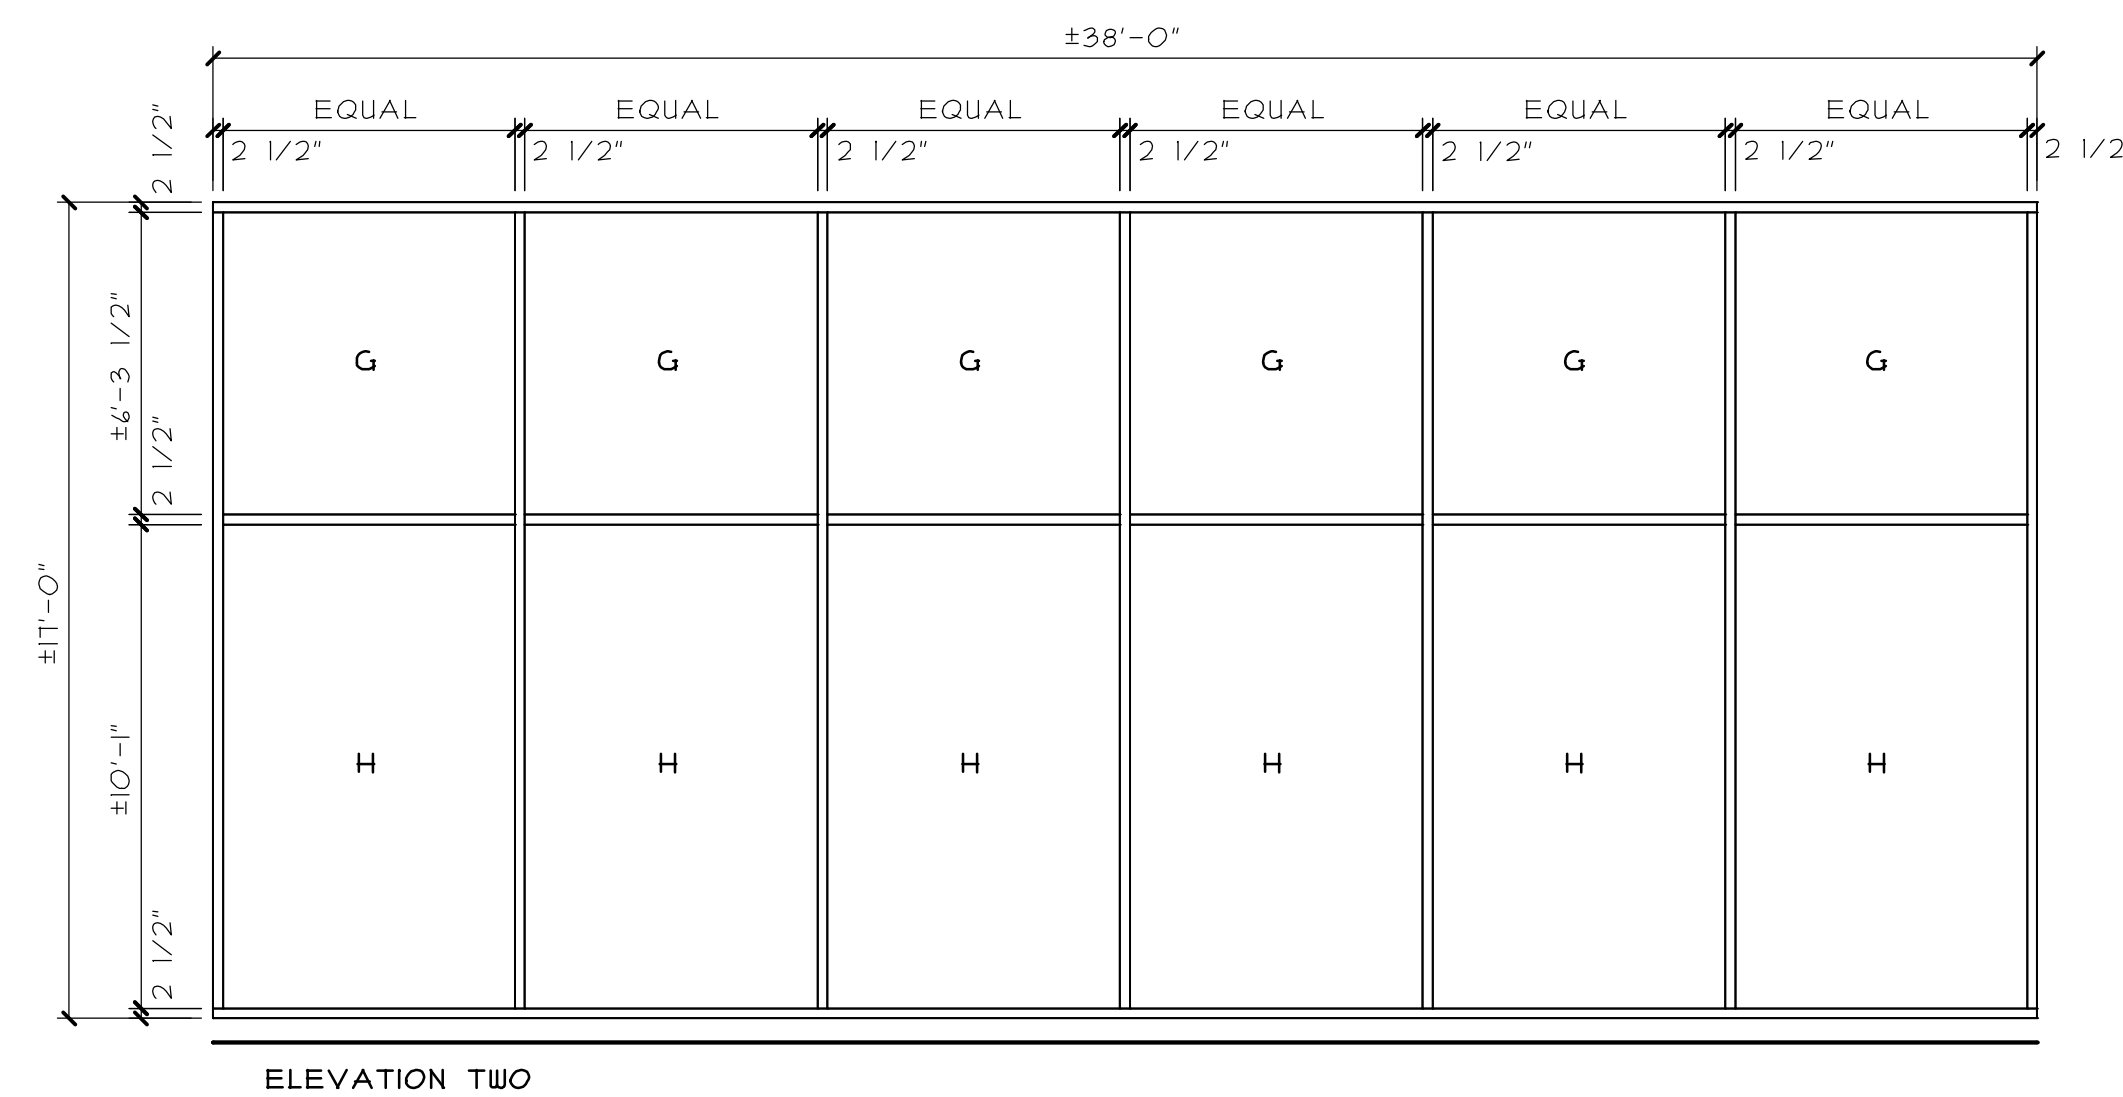 ±38'-0"
EQUAL EQUAL EQUAL EQUAL EQUAL EQUAL
2 1/2" 2 1/2" 2 1/2" 2 1/2" 2 1/2" 2 1/2" 2 1/2
2 1/2"
±6'-3 1/2"
2 1/2"
G G G G G G
±17'-0"
±10'-1"
H H H H H H
2 1/2"
ELEVATION TWO